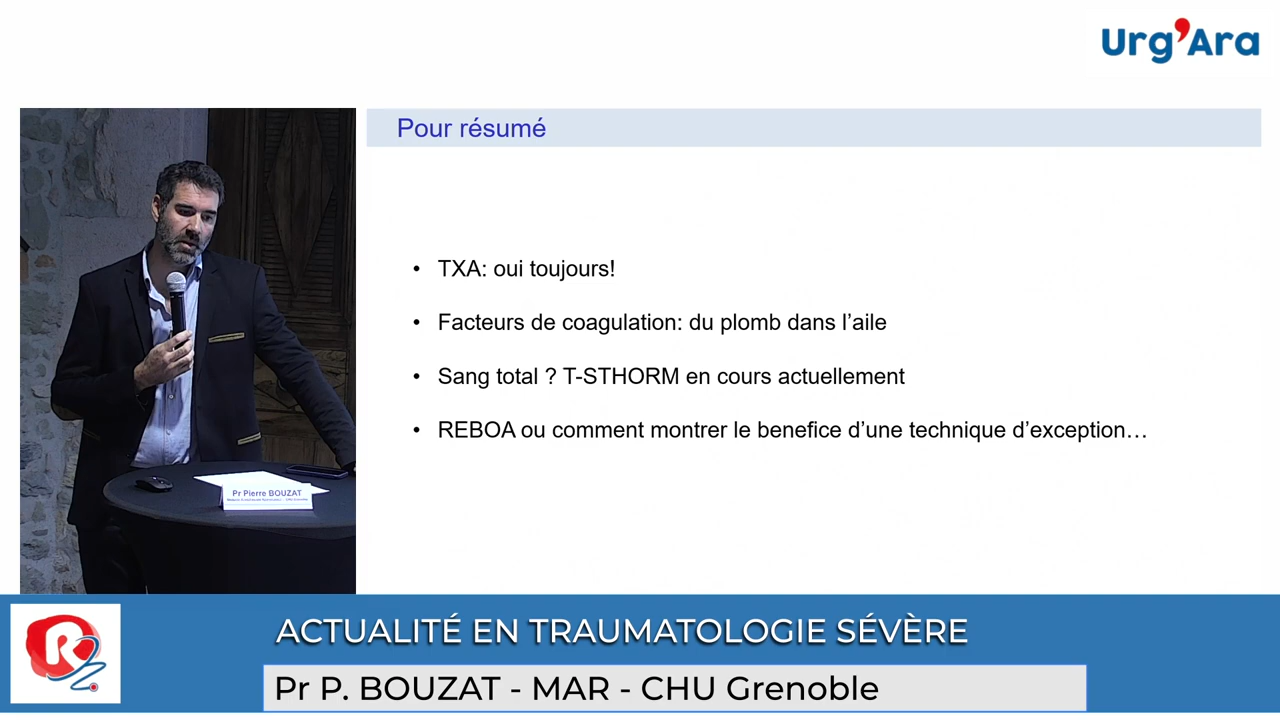 Urg'Ara
Pour résumé
• TXA: oui toujours!
• Facteurs de coagulation: du plomb dans l’aile
• Sang total ? T-STHORM en cours actuellement
• REBOA ou comment montrer le benefice d’une technique d’exception…
Pr Pierre BOUZAT
R
ACTUALITÉ EN TRAUMATOLOGIE SÉVÈRE
Pr P. BOUZAT - MAR - CHU Grenoble